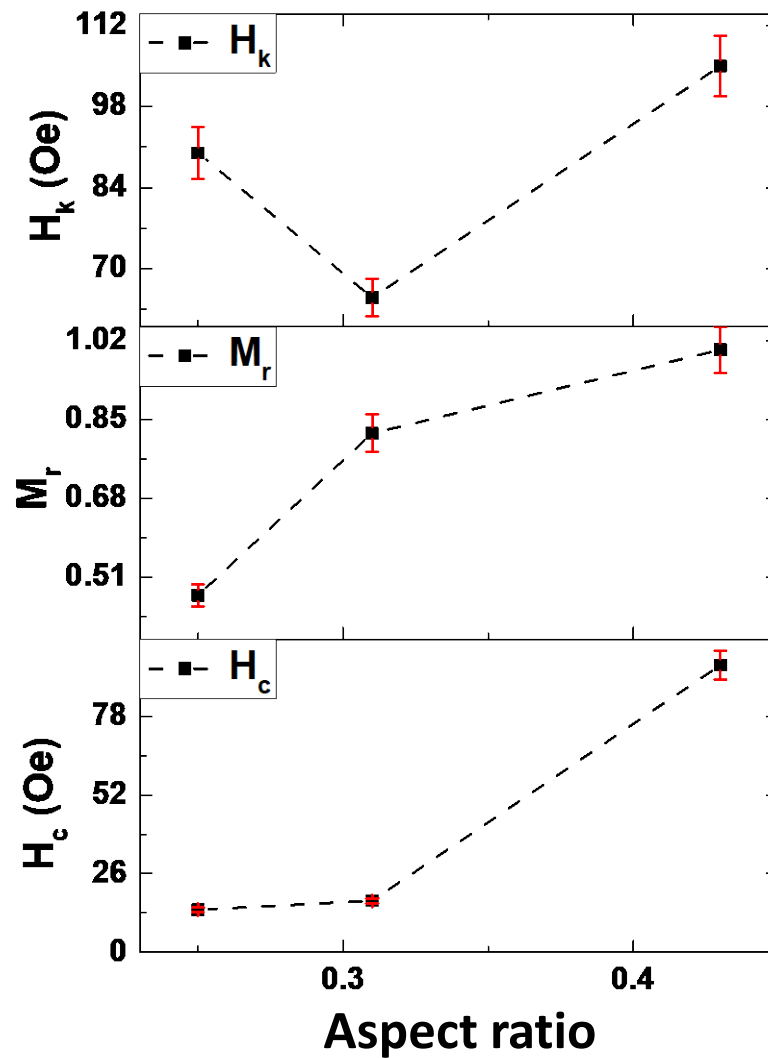 112
H_k
98
H_k (Oe)
84
70
1.02
M_r
0.85
M_r
0.68
0.51
H_c
78
H_c (Oe)
52
26
0
0.3 0.4
Aspect ratio